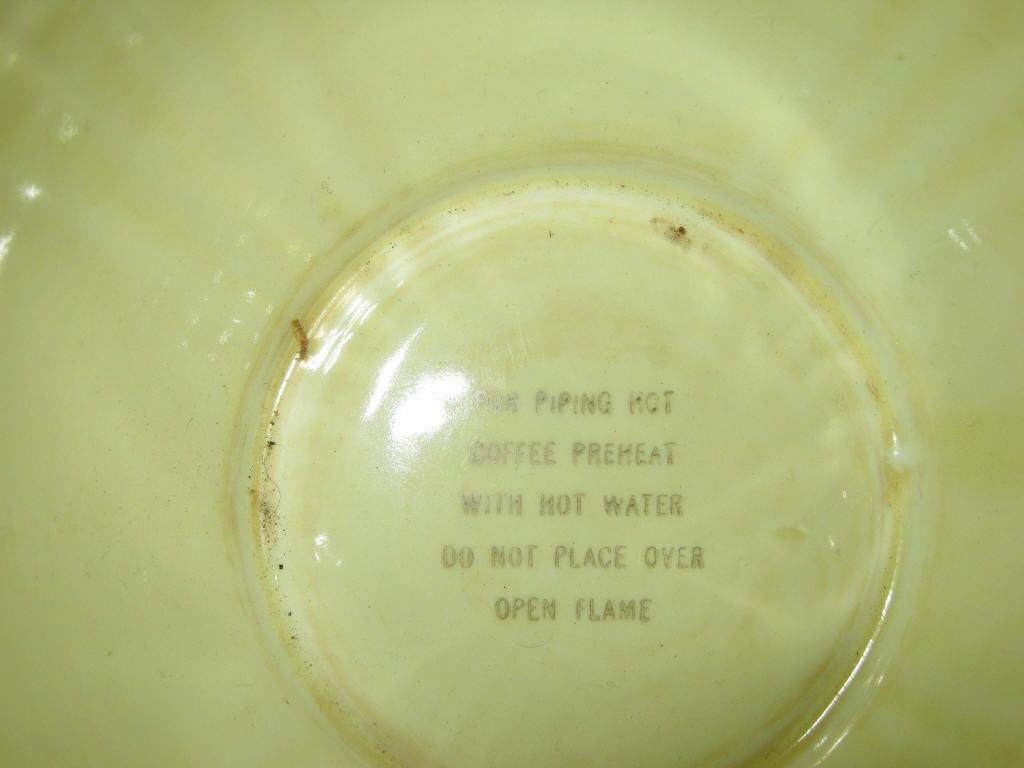 FOR PIPING HOT
COFFEE PREHEAT
WITH HOT WATER
DO NOT PLACE OVER
OPEN FLAME